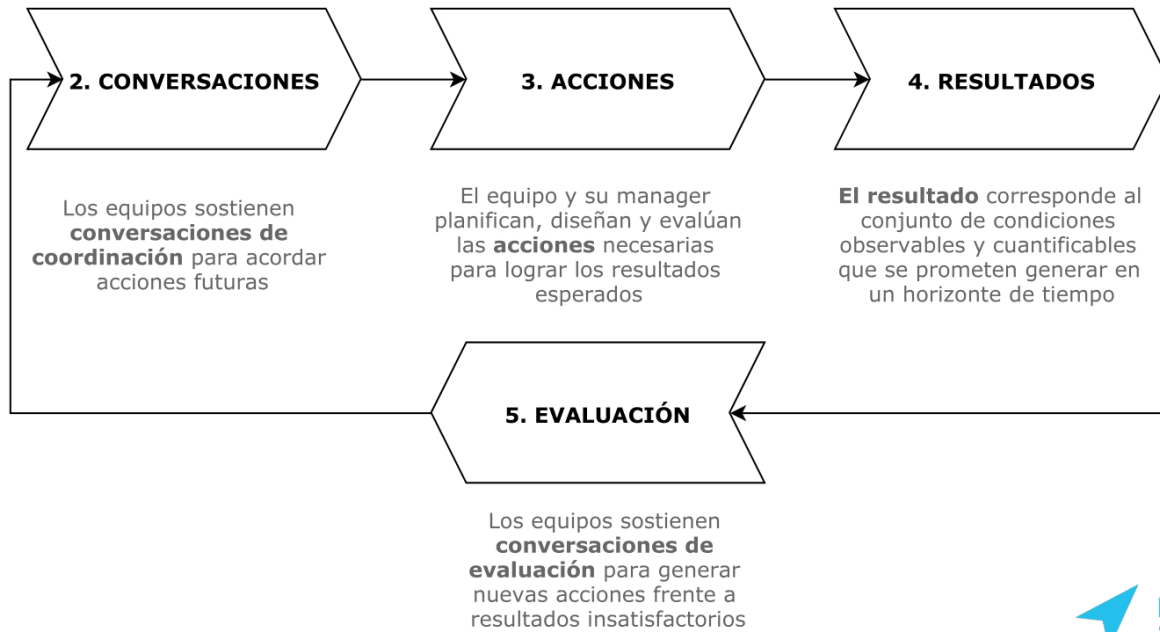 2. CONVERSACIONES
3. ACCIONES
4. RESULTADOS
Los equipos sostienen
conversaciones de
coordinación para acordar
acciones futuras
El equipo y su manager
planifican, diseñan y evalúan
las acciones necesarias
para lograr los resultados
esperados
El resultado corresponde al
conjunto de condiciones
observables y cuantificables
que se prometen generar en
un horizonte de tiempo
5. EVALUACIÓN
Los equipos sostienen
conversaciones de
evaluación para generar
nuevas acciones frente a
resultados insatisfactorios